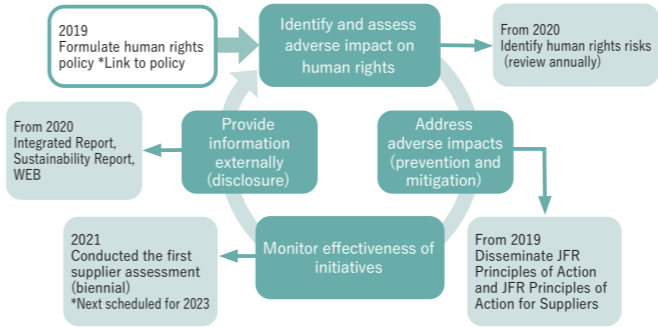 2019
Formulate human rights
policy *Link to policy
Identify and assess
adverse impact on
human rights
From 2020
Identify human rights risks
(review annually)
Address
adverse impacts
(prevention and
mitigation)
From 2019
Disseminate JFR
Principles of Action
and JFR Principles of
Action for Suppliers
Monitor effectiveness of
initiatives
2021
Conducted the first
supplier assessment
(biennial)
*Next scheduled for 2023
Provide
information
externally
(disclosure)
From 2020
Integrated Report,
Sustainability Report,
WEB